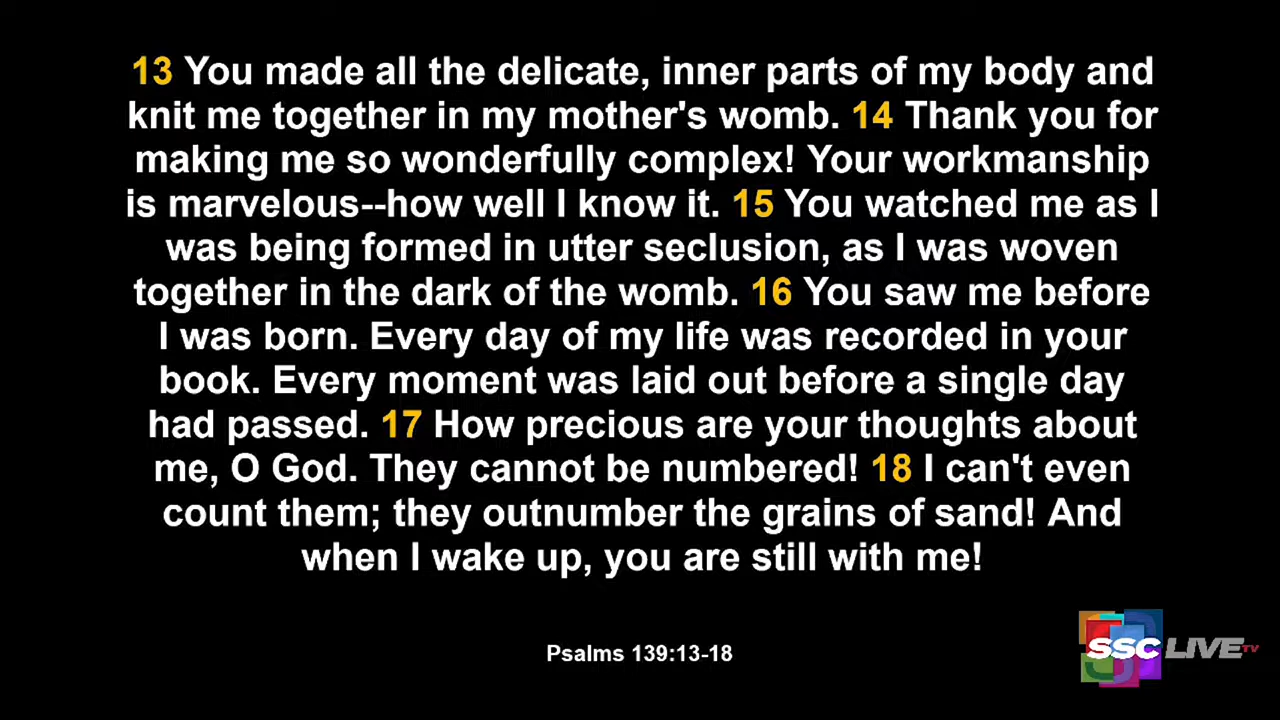 13 You made all the delicate, inner parts of my body and
knit me together in my mother's womb. 14 Thank you for
making me so wonderfully complex! Your workmanship
is marvelous--how well I know it. 15 You watched me as I
was being formed in utter seclusion, as I was woven
together in the dark of the womb. 16 You saw me before
I was born. Every day of my life was recorded in your
book. Every moment was laid out before a single day
had passed. 17 How precious are your thoughts about
me, O God. They cannot be numbered! 18 I can't even
count them; they outnumber the grains of sand! And
when I wake up, you are still with me!
Psalms 139:13-18
SSC LIVE TV